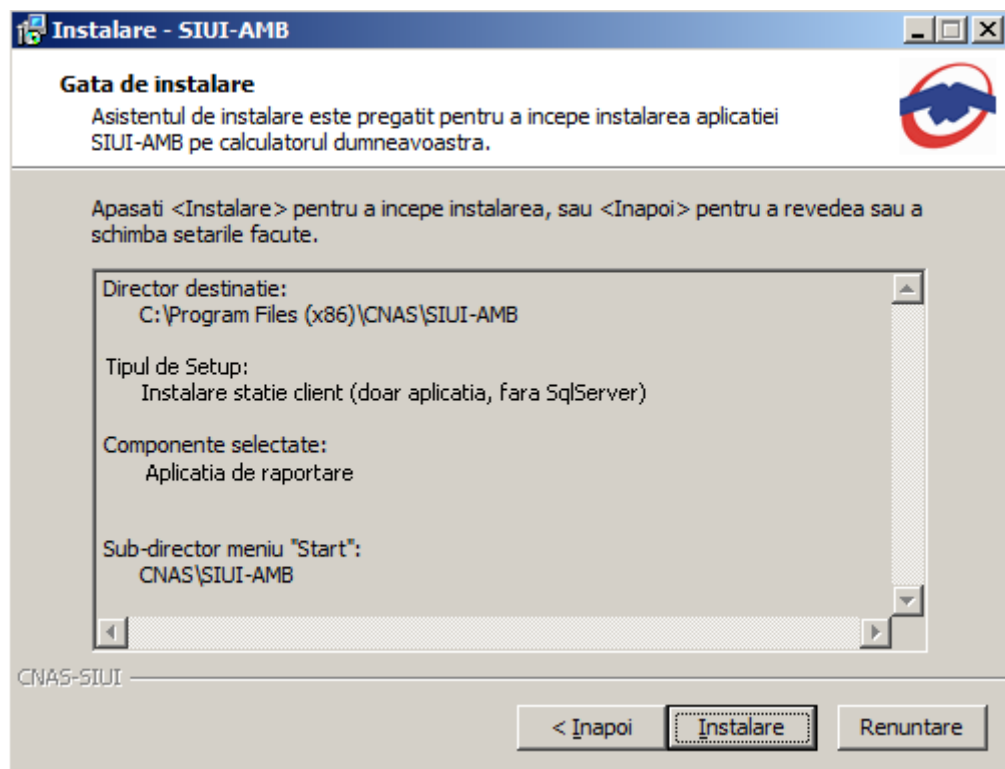 Instalare - SIUI-AMB
Gata de instalare
Asistentul de instalare este pregatit pentru a incepe instalarea aplicatiei
SIUI-AMB pe calculatorul dumneavoastra.
Apasati <Instalare> pentru a incepe instalarea, sau <Inapoi> pentru a revedea sau a
schimba setarile facute.
Director destinatie:
C:\Program Files (x86)\CNAS\SIUI-AMB
Tipul de Setup:
Instalare statie client (doar aplicatia, fara SqlServer)
Componente selectate:
Aplicatia de raportare
Sub-director meniu "Start":
CNAS\SIUI-AMB
CNAS-SIUI
< Inapoi
Instalare
Renuntare